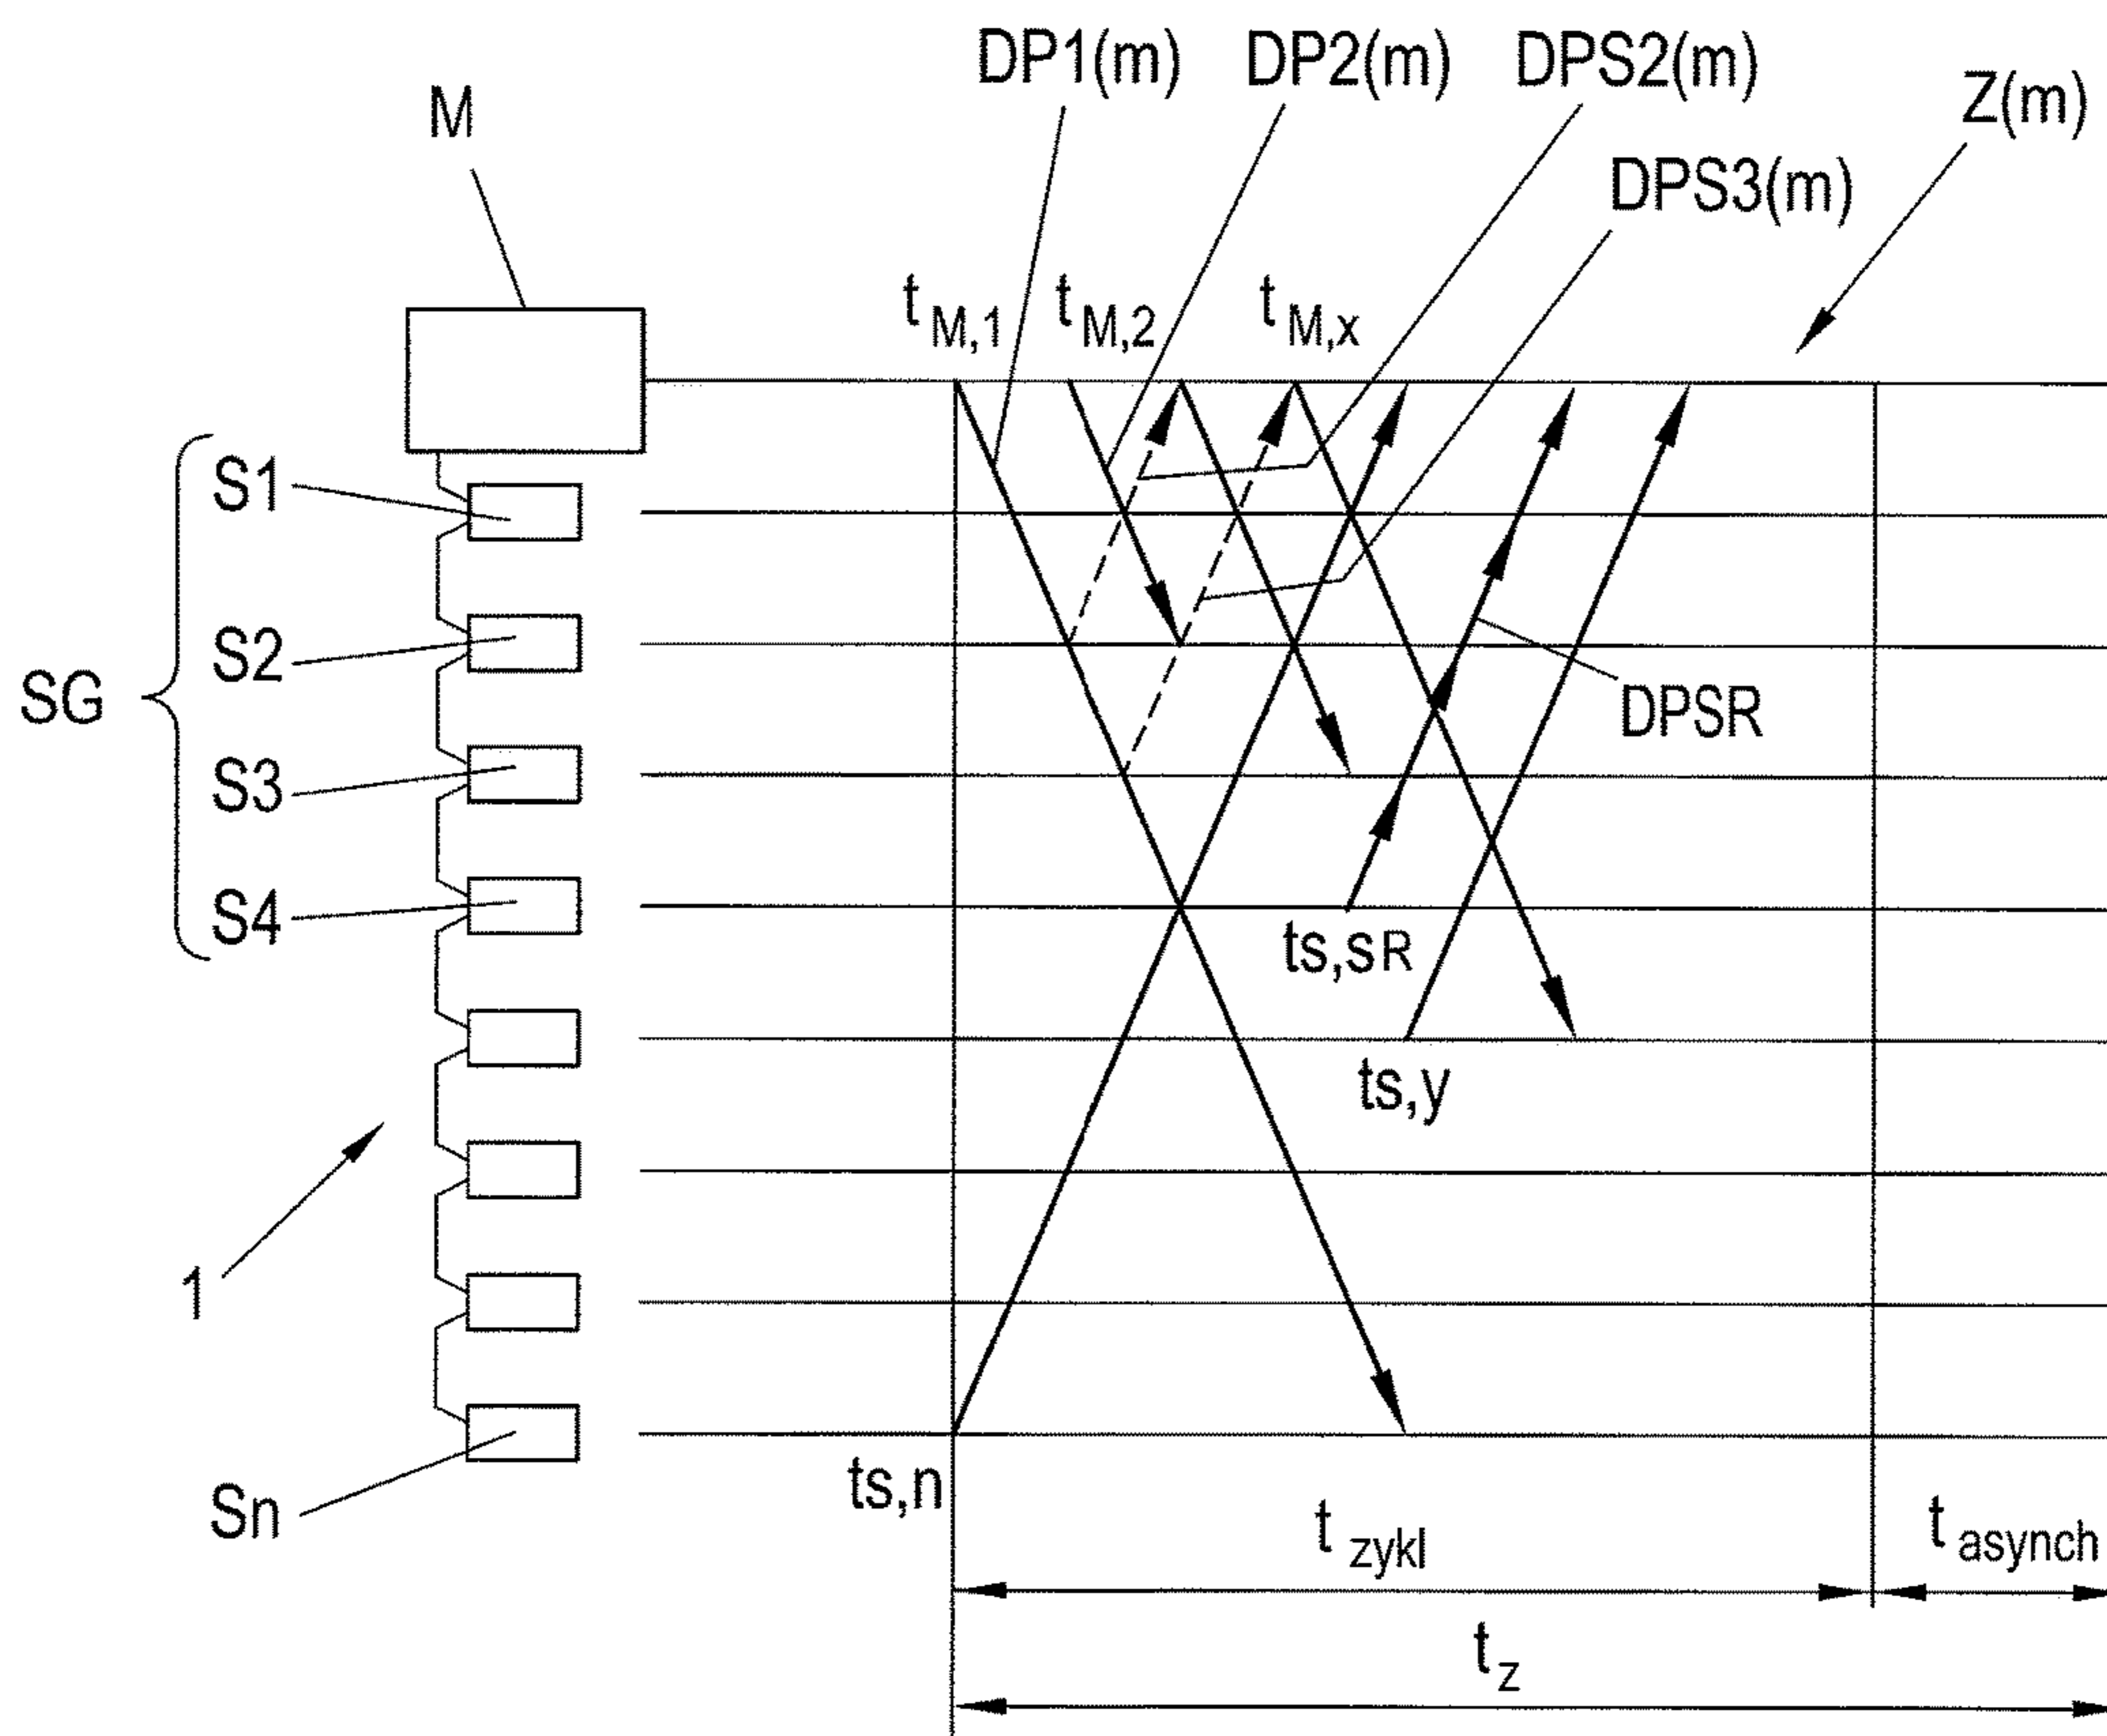 DP1(m) DP2(m) DPS2(m)
M Z(m)
DPS3(m)
t M,1 t M,2 t M,x
S1
S2
SG
DPSR
S3
S4
ts,sR
ts,y
1
ts,n
Sn
t zykl t asynch
t z